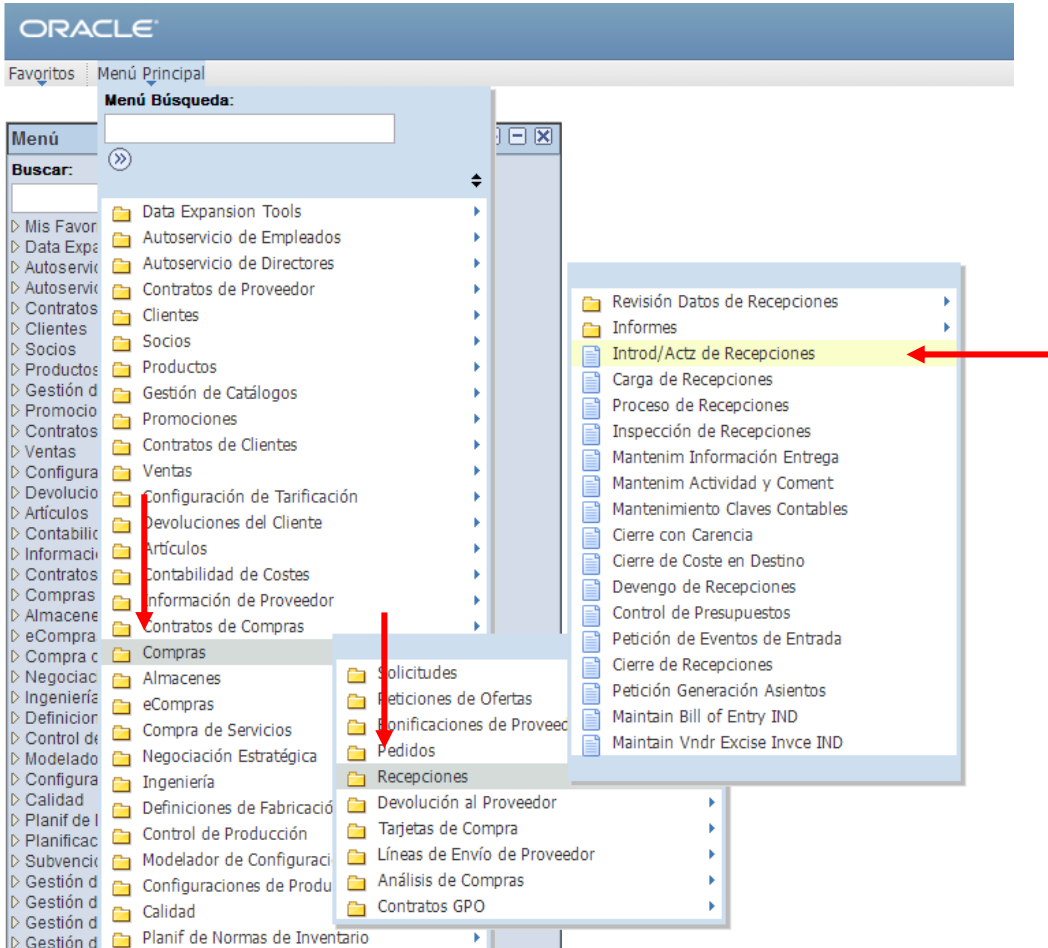 ORACLE
Favoritos
Menú Principal
Menú Búsqueda:
Menú
Buscar:
Mis Favor
Data Expa
Autoservic
Autoservic
Contratos
Clientes
Socios
Productos
Gestión d
Promocio
Contratos
Ventas
Configura
Devolucio
Artículos
Contabilic
Informaci
Contratos
Compras
Almacene
eCompra
Compra c
Negociac
Ingeniería
Definicior
Control de
Modelado
Configura
Calidad
Planif de I
Planificac
Subvencic
Gestión d
Gestión d
Gestión d
Gestión d
Data Expansion Tools
Autoservicio de Empleados
Autoservicio de Directores
Contratos de Proveedor
Clientes
Socios
Productos
Gestión de Catálogos
Promociones
Contratos de Clientes
Ventas
Configuración de Tarificación
Devoluciones del Cliente
Artículos
Contabilidad de Costes
Información de Proveedor
Contratos de Compras
Compras
Almacenes
eCompras
Compra de Servicios
Negociación Estratégica
Ingeniería
Definiciones de Fabricació
Control de Producción
Modelador de Configuraci
Configuraciones de Produ
Calidad
Planif de Normas de Inventario
Solicitudes
Peticiones de Ofertas
Bonificaciones de Proveed
Pedidos
Recepciones
Devolución al Proveedor
Tarjetas de Compra
Líneas de Envío de Proveedor
Análisis de Compras
Contratos GPO
Revisión Datos de Recepciones
Informes
Introd/Actz de Recepciones
Carga de Recepciones
Proceso de Recepciones
Inspección de Recepciones
Mantenim Información Entrega
Mantenim Actividad y Coment
Mantenimiento Claves Contables
Cierre con Carencia
Cierre de Coste en Destino
Devengo de Recepciones
Control de Presupuestos
Petición de Eventos de Entrada
Cierre de Recepciones
Petición Generación Asientos
Maintain Bill of Entry IND
Maintain Vndr Excise Invce IND